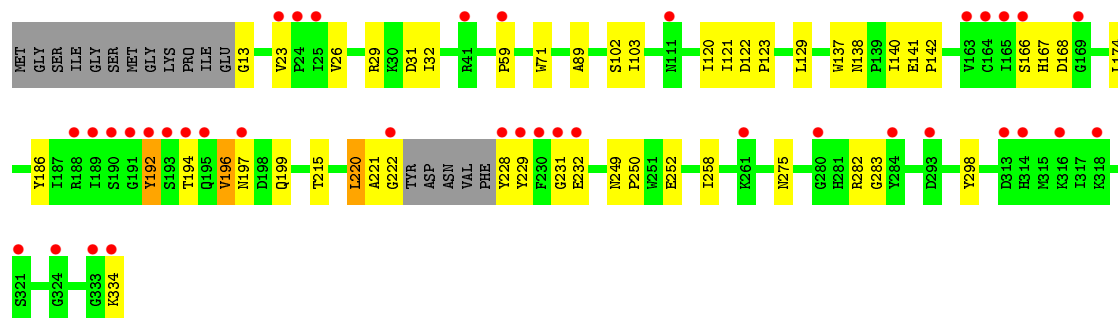 MET GLY SER ILE GLY SER MET GLY LYS PRO ILE GLU G13 V23 P24 I25 V26 R29 K30 D31 I32 R41 P59 W71 A89 S102 I103 N111 I120 I121 D122 P123 L129 W137 N138 P139 I140 E141 P142 V163 C164 I165 S166 H167 D168 G169 L174
Y186 I187 R188 I189 S190 G191 Y192 S193 T194 Q195 V196 N197 D198 Q199 T215 L220 A221 G222 TYR ASP ASN VAL PHE Y228 Y229 F230 G231 E232 N249 P250 W251 E252 I258 K261 N275 G280 H281 R282 G283 Y284 D293 Y298 D313 H314 M315 K316 I317 K318
S321 G324 G333 K334